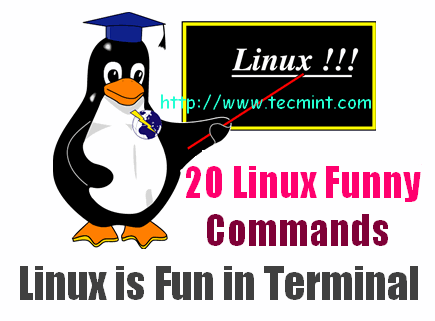 Linux !!!
http://www.tecmint.com
20 Linux Funny
Commands
Linux is Fun in Terminal